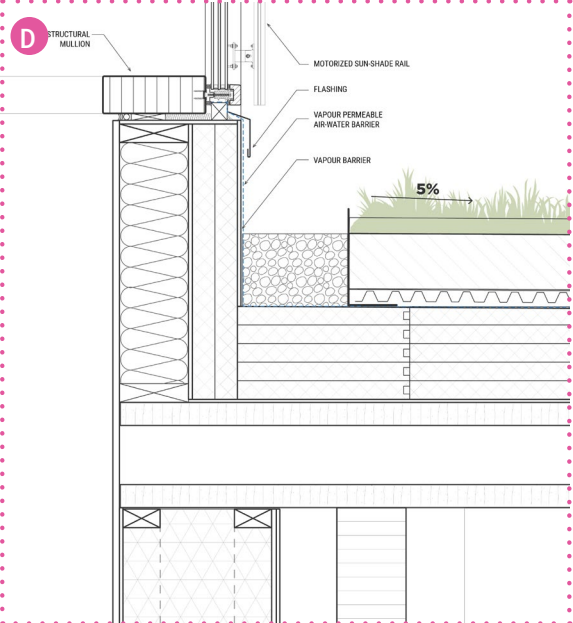 D
STRUCTURAL
MULLION
MOTORIZED SUN-SHADE RAIL
FLASHING
VAPOUR PERMEABLE
AIR-WATER BARRIER
VAPOUR BARRIER
5%